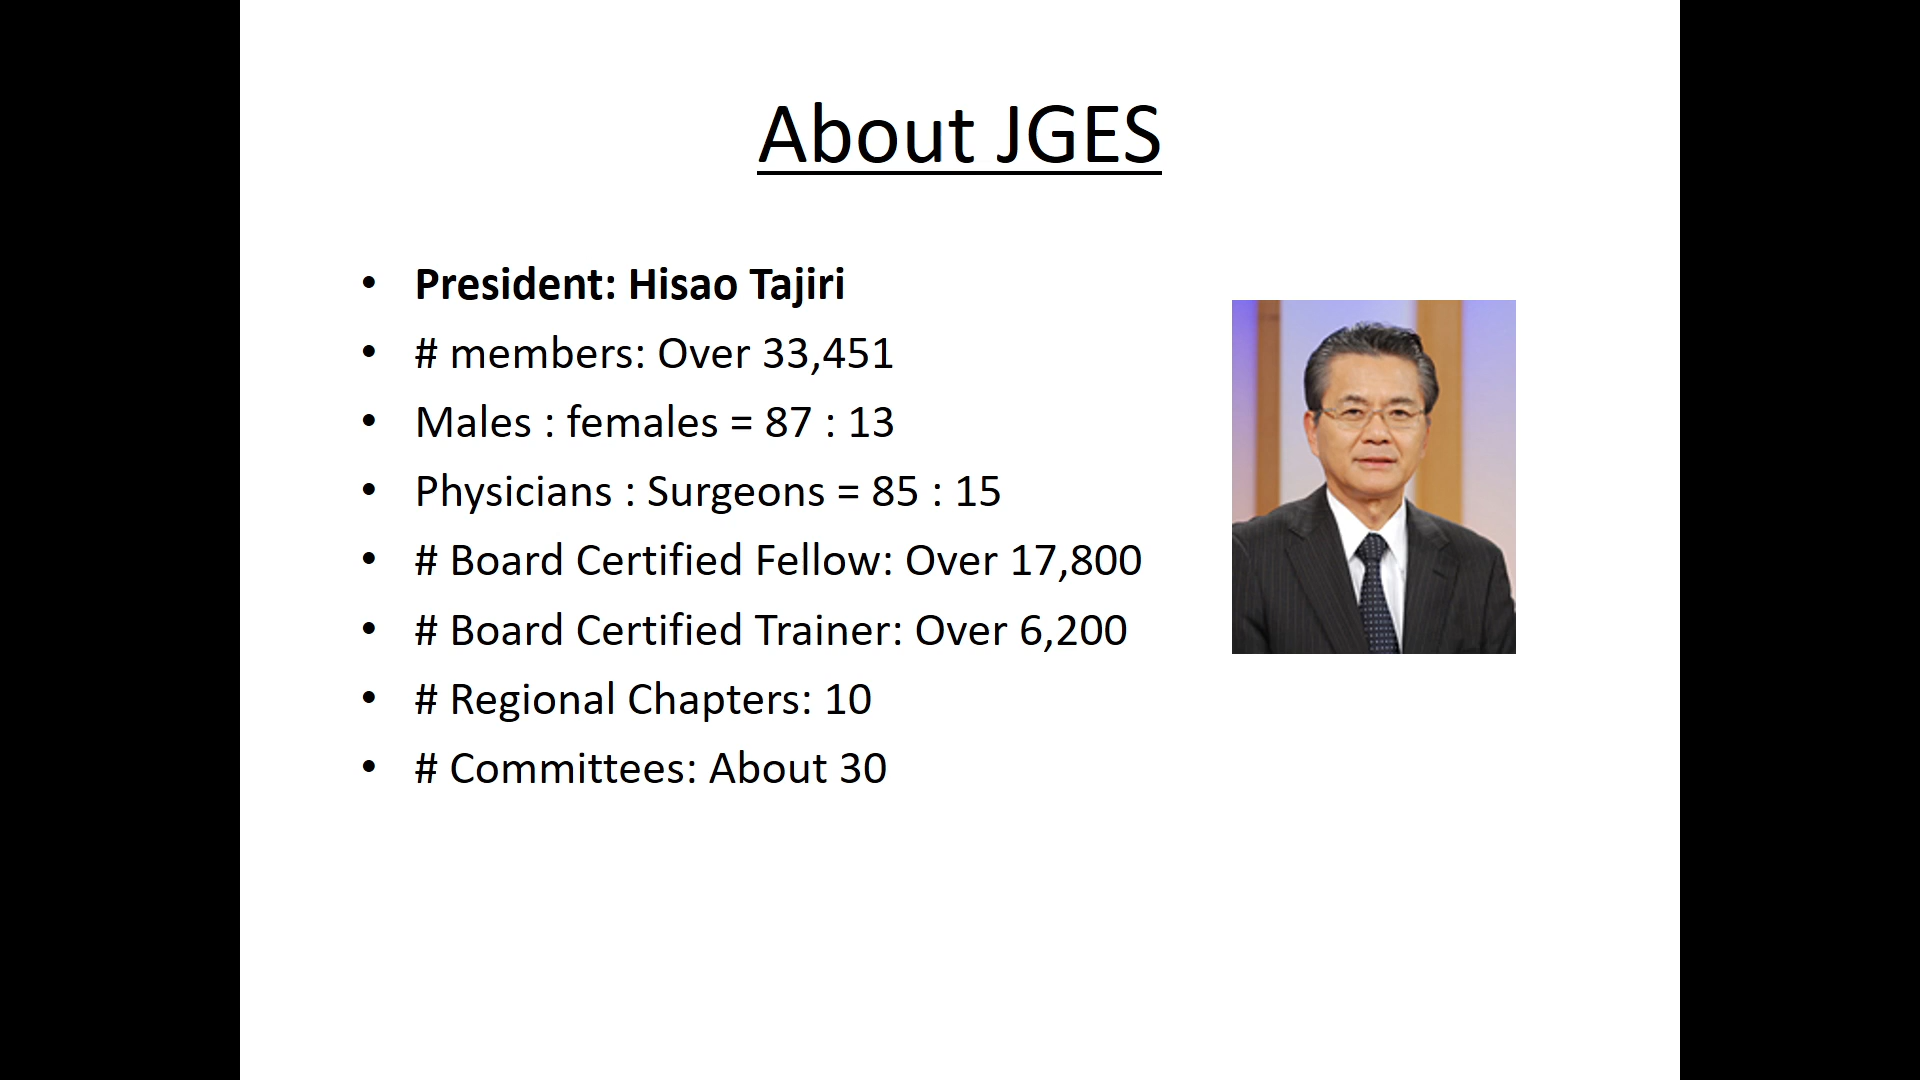 About JGES
• President: Hisao Tajiri
• # members: Over 33,451
• Males : females = 87 : 13
• Physicians : Surgeons = 85 : 15
• # Board Certified Fellow: Over 17,800
• # Board Certified Trainer: Over 6,200
• # Regional Chapters: 10
• # Committees: About 30